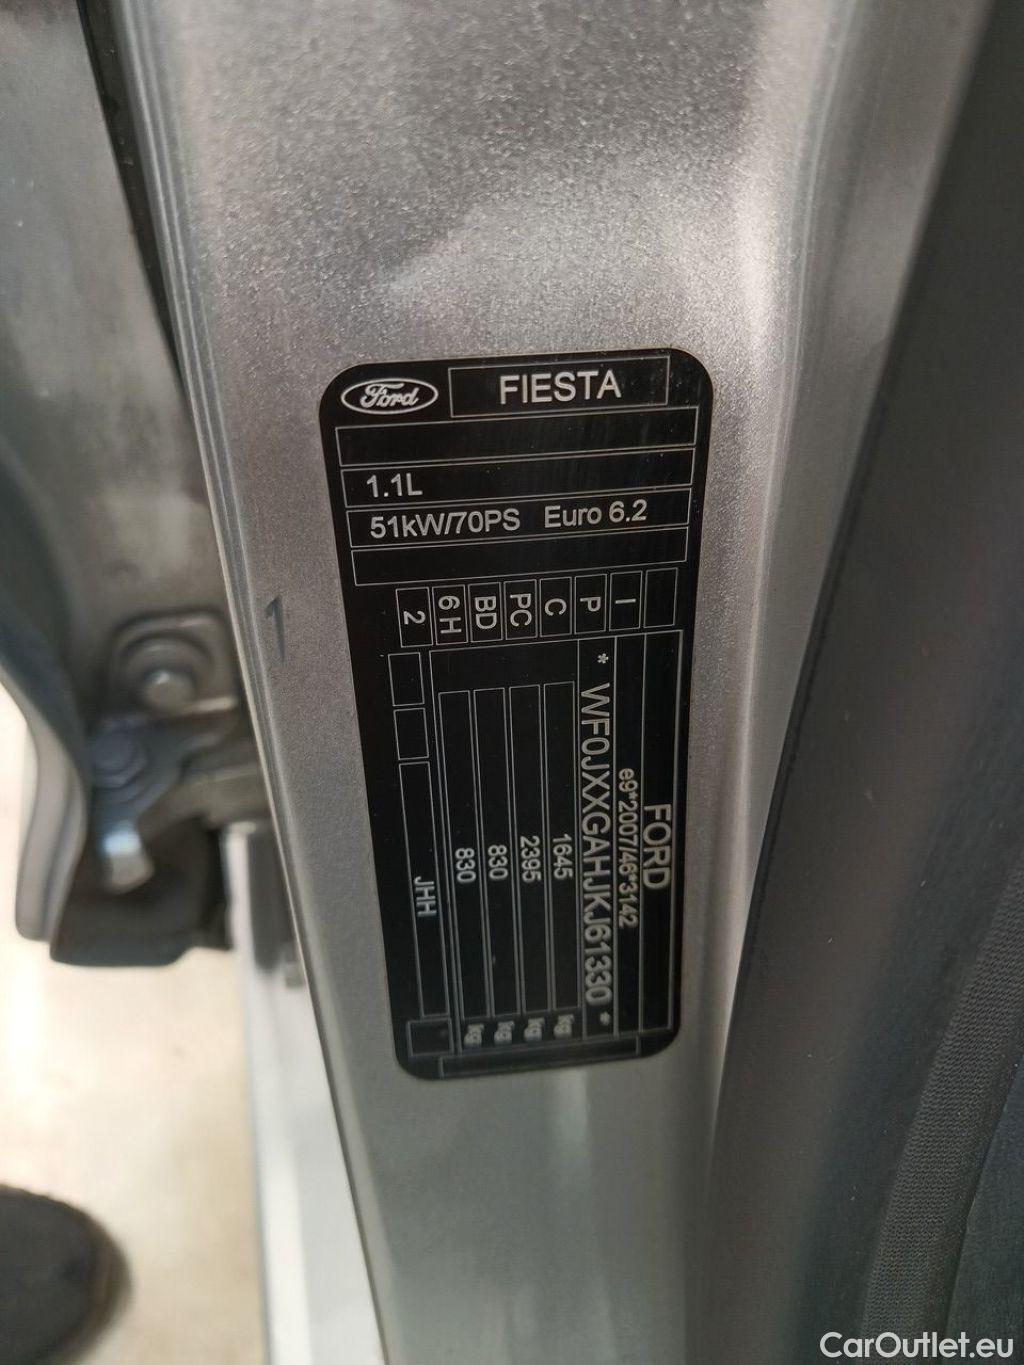 Ford
FIESTA
1.1L
51kW/70PS Euro 6.2
2
6H
BD
PC
C
P
I
FORD
e9*2007/46*3142
* WF0JXXGAHJKJ61330 *
1645 kg
2395 kg
830 kg
830 kg
JHH
1
CarOutlet.eu